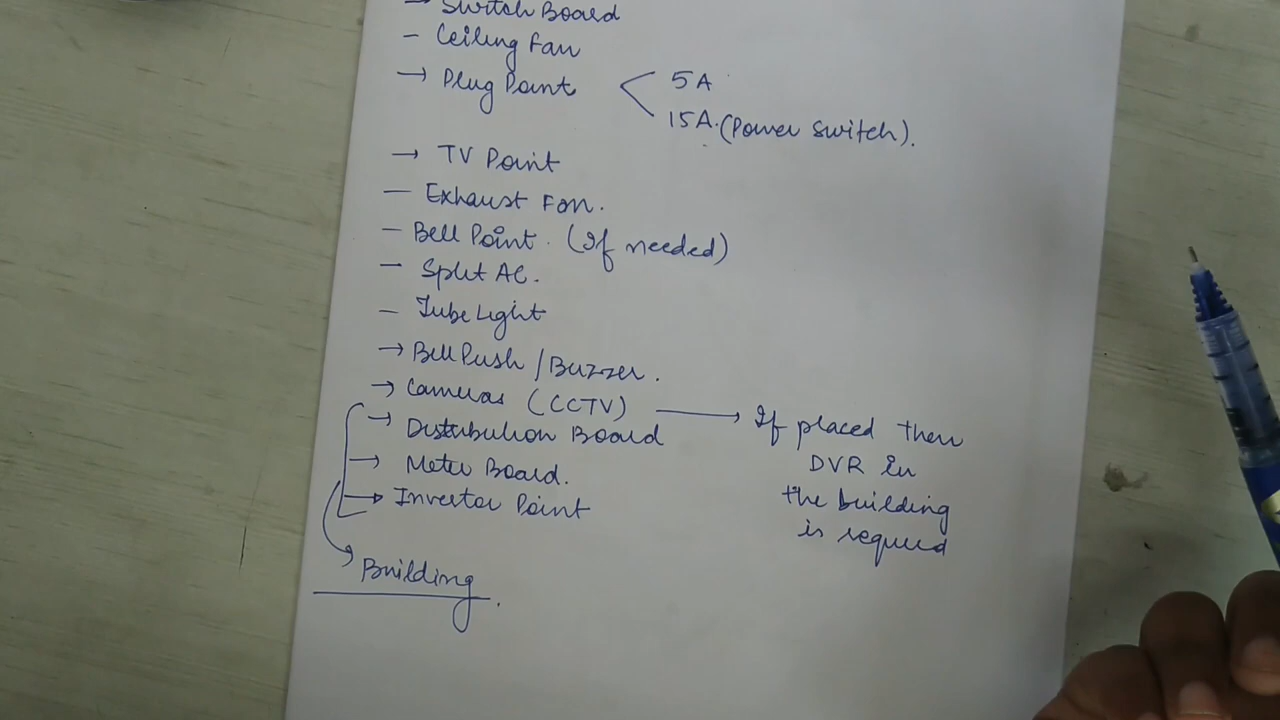 → Switch Board
- Ceiling Fan
→ Plug Point < 5A
15A. (Power Switch).
→ TV Point
- Exhaust Fan.
- Bell Point. (If needed)
- Split AC.
- Tube Light
→ Bell Push / Buzzer.
→ Cameras (CCTV) → If placed then
DVR in
the building
is required
→ Distribution Board
→ Meter Board.
→ Invertor Point
Building.